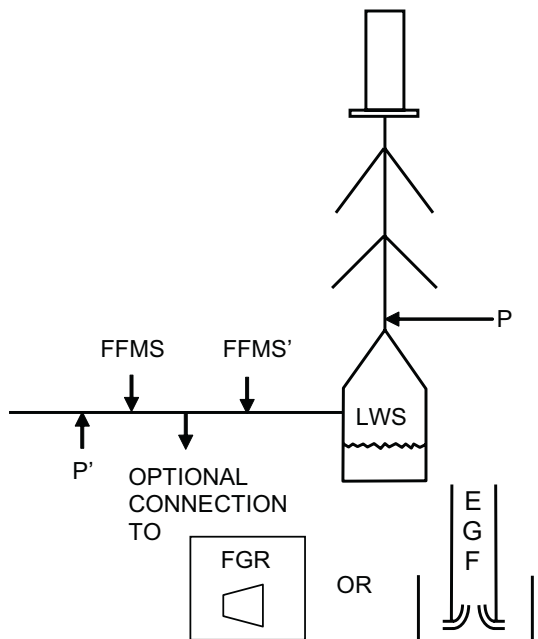 P
FFMS FFMS'
LWS
P'
OPTIONAL
CONNECTION
TO
FGR
OR
E
G
F